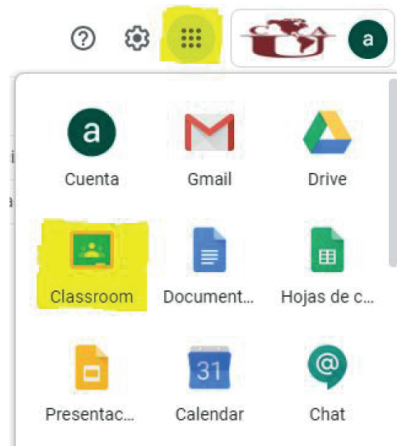 a
a
Cuenta Gmail Drive
Classroom Document... Hojas de c...
31
Presentac... Calendar Chat